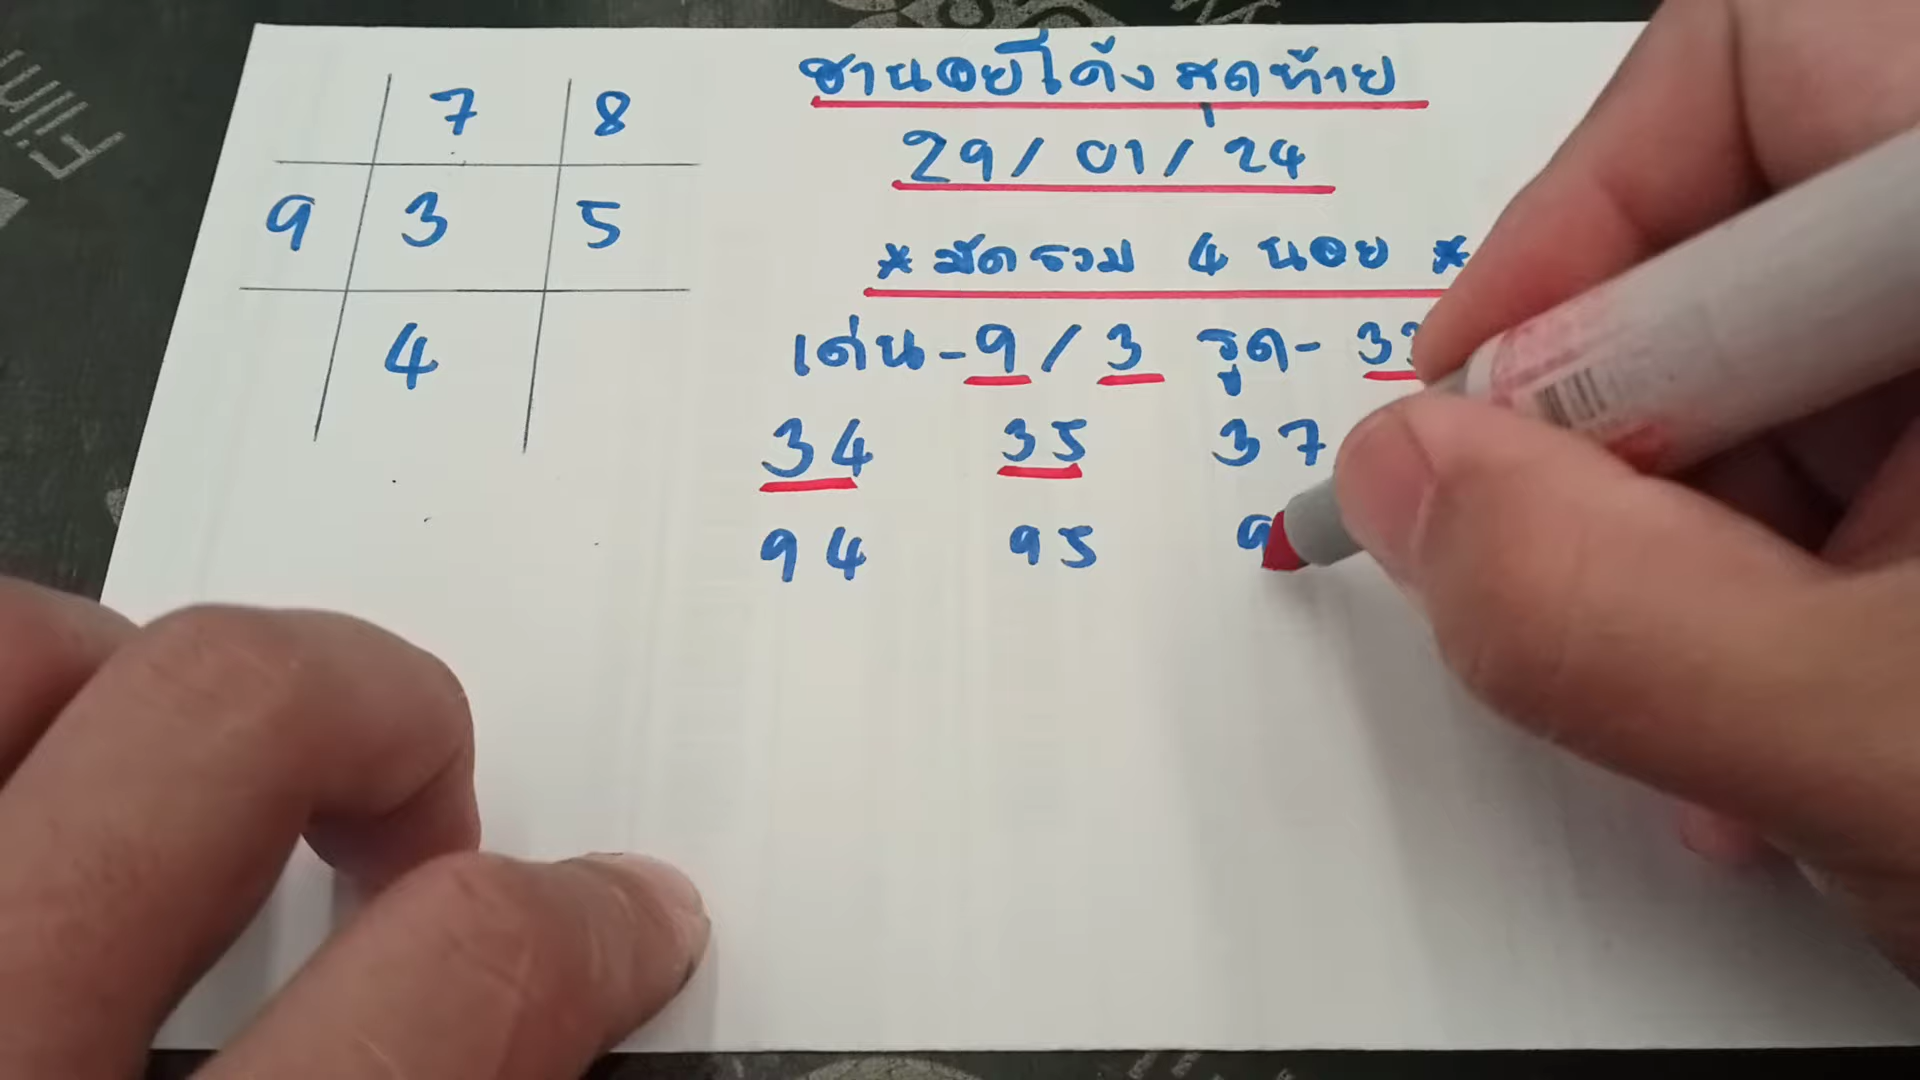 7 8
9 3 5
4
ฮานอยโค้งสุดท้าย
29/01/24
*มัดรวม 4 นอย*
เด่น-9/3 รูด-
34 35 37
94 95